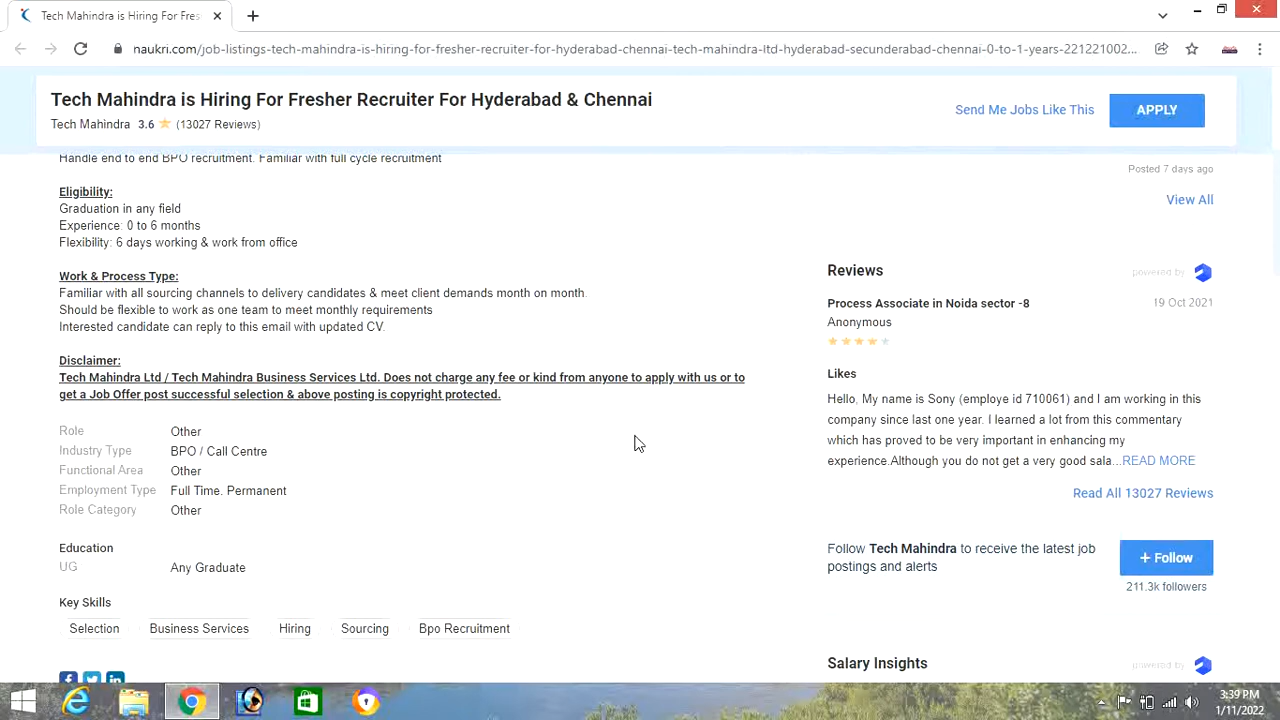 Tech Mahindra is Hiring For Fres
naukri.com/job-listings-tech-mahindra-is-hiring-for-fresher-recruiter-for-hyderabad-chennai-tech-mahindra-ltd-hyderabad-secunderabad-chennai-0-to-1-years-221221002...
Tech Mahindra is Hiring For Fresher Recruiter For Hyderabad & Chennai
Tech Mahindra 3.6 (13027 Reviews)
Send Me Jobs Like This
APPLY
Handle end to end BPO recruitment. Familiar with full cycle recruitment
Eligibility:
Graduation in any field
Experience: 0 to 6 months
Flexibility: 6 days working & work from office
Work & Process Type:
Familiar with all sourcing channels to delivery candidates & meet client demands month on month.
Should be flexible to work as one team to meet monthly requirements
Interested candidate can reply to this email with updated CV.
Disclaimer:
Tech Mahindra Ltd / Tech Mahindra Business Services Ltd. Does not charge any fee or kind from anyone to apply with us or to
get a Job Offer post successful selection & above posting is copyright protected.
Role Other
Industry Type BPO / Call Centre
Functional Area Other
Employment Type Full Time, Permanent
Role Category Other
Education
UG Any Graduate
Key Skills
Selection Business Services Hiring Sourcing Bpo Recruitment
Posted 7 days ago
View All
Reviews
powered by
Process Associate in Noida sector -8 19 Oct 2021
Anonymous
Likes
Hello, My name is Sony (employe id 710061) and I am working in this
company since last one year. I learned a lot from this commentary
which has proved to be very important in enhancing my
experience.Although you do not get a very good sala...READ MORE
Read All 13027 Reviews
Follow Tech Mahindra to receive the latest job
postings and alerts
+ Follow
211.3k followers
Salary Insights
powered by
3:39 PM
1/11/2022